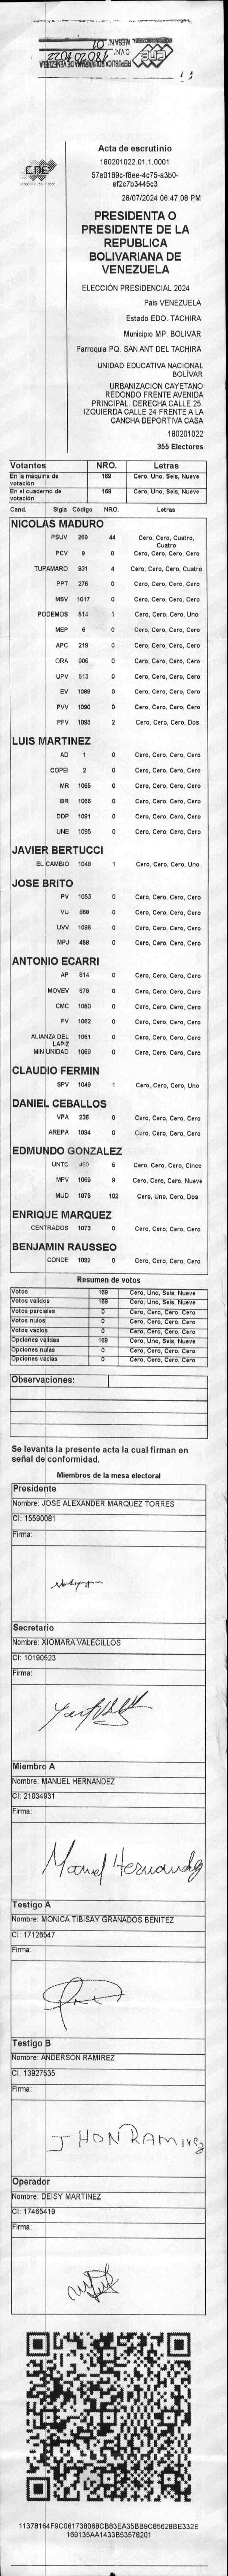 REPUBLICA BOLIVARIANA DE VENEZUELA
MESA N. 01
CNE
Acta de escrutinio
180201022.01.1.0001
57e0189c-f8ee-4c75-a3b0-
ef2c7b3445c3
28/07/2024 06:47:08 PM
PRESIDENTA O
PRESIDENTE DE LA
REPUBLICA
BOLIVARIANA DE
VENEZUELA
ELECCIÓN PRESIDENCIAL 2024
País VENEZUELA
Estado EDO. TACHIRA
Municipio MP. BOLIVAR
Parroquia PQ. SAN ANT DEL TACHIRA
UNIDAD EDUCATIVA NACIONAL
BOLÍVAR
URBANIZACION CAYETANO
REDONDO FRENTE AVENIDA
PRINCIPAL. DERECHA CALLE 25.
IZQUIERDA CALLE 24 FRENTE A LA
CANCHA DEPORTIVA CASA
180201022
355 Electores
Votantes NRO. Letras
En la máquina de votación 169 Cero, Uno, Seis, Nueve
En el cuaderno de votación 169 Cero, Uno, Seis, Nueve
Cand. Sigla Código NRO. Letras
NICOLAS MADURO
PSUV 269 44 Cero, Cero, Cuatro, Cuatro
PCV 9 0 Cero, Cero, Cero, Cero
TUPAMARO 931 4 Cero, Cero, Cero, Cuatro
PPT 276 0 Cero, Cero, Cero, Cero
MSV 1017 0 Cero, Cero, Cero, Cero
PODEMOS 514 1 Cero, Cero, Cero, Uno
MEP 6 0 Cero, Cero, Cero, Cero
APC 219 0 Cero, Cero, Cero, Cero
ORA 906 0 Cero, Cero, Cero, Cero
UPV 513 0 Cero, Cero, Cero, Cero
EV 1089 0 Cero, Cero, Cero, Cero
PVV 1090 0 Cero, Cero, Cero, Cero
PFV 1093 2 Cero, Cero, Cero, Dos
LUIS MARTINEZ
AD 1 0 Cero, Cero, Cero, Cero
COPEI 2 0 Cero, Cero, Cero, Cero
MR 1065 0 Cero, Cero, Cero, Cero
BR 1066 0 Cero, Cero, Cero, Cero
DDP 1091 0 Cero, Cero, Cero, Cero
UNE 1095 0 Cero, Cero, Cero, Cero
JAVIER BERTUCCI
EL CAMBIO 1048 1 Cero, Cero, Cero, Uno
JOSE BRITO
PV 1053 0 Cero, Cero, Cero, Cero
VU 868 0 Cero, Cero, Cero, Cero
UVV 1096 0 Cero, Cero, Cero, Cero
MPJ 458 0 Cero, Cero, Cero, Cero
ANTONIO ECARRI
AP 814 0 Cero, Cero, Cero, Cero
MOVEV 878 0 Cero, Cero, Cero, Cero
CMC 1050 0 Cero, Cero, Cero, Cero
FV 1062 0 Cero, Cero, Cero, Cero
ALIANZA DEL LAPIZ 1051 0 Cero, Cero, Cero, Cero
MIN UNIDAD 1068 0 Cero, Cero, Cero, Cero
CLAUDIO FERMIN
SPV 1049 1 Cero, Cero, Cero, Uno
DANIEL CEBALLOS
VPA 236 0 Cero, Cero, Cero, Cero
AREPA 1094 0 Cero, Cero, Cero, Cero
EDMUNDO GONZALEZ
UNTC 460 5 Cero, Cero, Cero, Cinco
MPV 1069 9 Cero, Cero, Cero, Nueve
MUD 1075 102 Cero, Uno, Cero, Dos
ENRIQUE MARQUEZ
CENTRADOS 1073 0 Cero, Cero, Cero, Cero
BENJAMIN RAUSSEO
CONDE 1092 0 Cero, Cero, Cero, Cero
Resumen de votos
Votos 169 Cero, Uno, Seis, Nueve
Votos validos 169 Cero, Uno, Seis, Nueve
Votos parciales 0 Cero, Cero, Cero, Cero
Votos nulos 0 Cero, Cero, Cero, Cero
Votos vacios 0 Cero, Cero, Cero, Cero
Opciones validas 169 Cero, Uno, Seis, Nueve
Opciones nulas 0 Cero, Cero, Cero, Cero
Opciones vacias 0 Cero, Cero, Cero, Cero
Observaciones:
Se levanta la presente acta la cual firman en
señal de conformidad.
Miembros de la mesa electoral
Presidente
Nombre: JOSE ALEXANDER MARQUEZ TORRES
CI: 15590081
Firma:
Secretario
Nombre: XIOMARA VALECILLOS
CI: 10190523
Firma:
Miembro A
Nombre: MANUEL HERNANDEZ
CI: 21034931
Firma:
Manuel Hernandez
Testigo A
Nombre: MONICA TIBISAY GRANADOS BENITEZ
CI: 17126547
Firma:
Testigo B
Nombre: ANDERSON RAMIREZ
CI: 13927535
Firma:
JHON RAMIREZ
Operador
Nombre: DEISY MARTINEZ
CI: 17465419
Firma:
11378164F9C061738068CB83EA35BB9C85628BE332E
169135AA1433B53578201